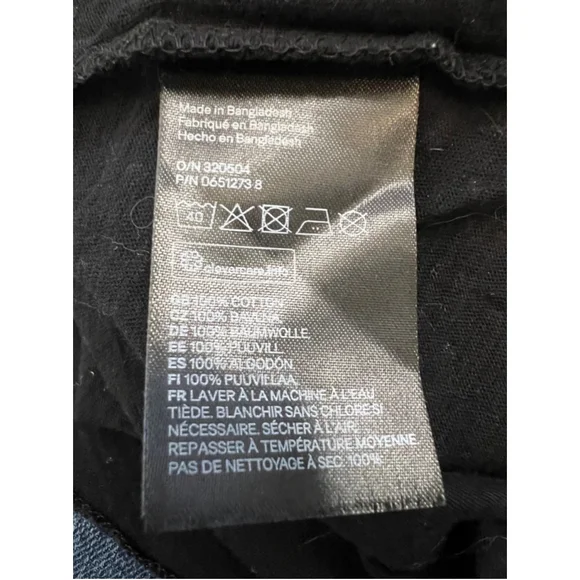 Made in Bangladesh
Fabriqué en Bangladesh
Hecho en Bangladesh
O/N 320504
P/N 0651273 8
40
clevercare.info
GB 100% COTTON.
CZ 100% BAVLNA.
DE 100% BAUMWOLLE.
EE 100% PUUVILL.
ES 100% ALGODÓN.
FI 100% PUUVILLAA.
FR LAVER À LA MACHINE À L'EAU
TIÈDE. BLANCHIR SANS CHLORE SI
NÉCESSAIRE. SÉCHER À L'AIR.
REPASSER À TEMPÉRATURE MOYENNE.
PAS DE NETTOYAGE À SEC. 100%